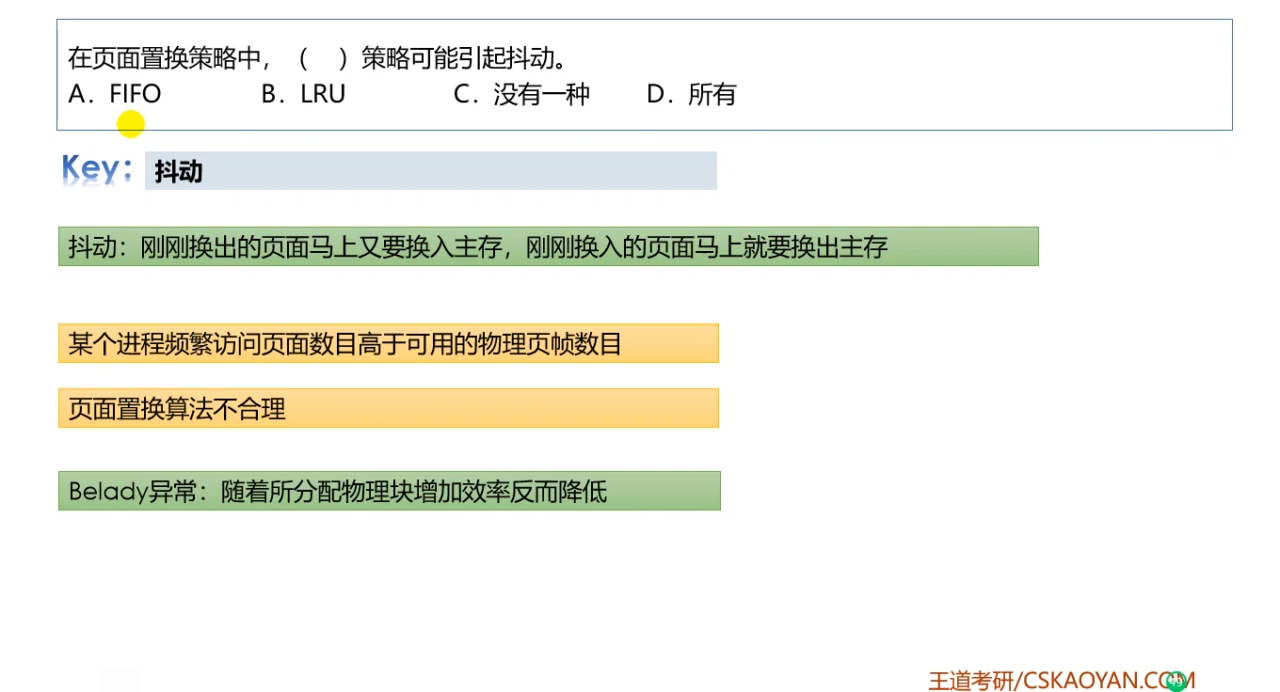 在页面置换策略中，（　）策略可能引起抖动。
A．FIFO　B．LRU　C．没有一种　D．所有
Key：抖动
抖动：刚刚换出的页面马上又要换入主存，刚刚换入的页面马上就要换出主存
某个进程频繁访问页面数目高于可用的物理页帧数目
页面置换算法不合理
Belady异常：随着所分配物理块增加效率反而降低
王道考研/CSKAOYAN.COM